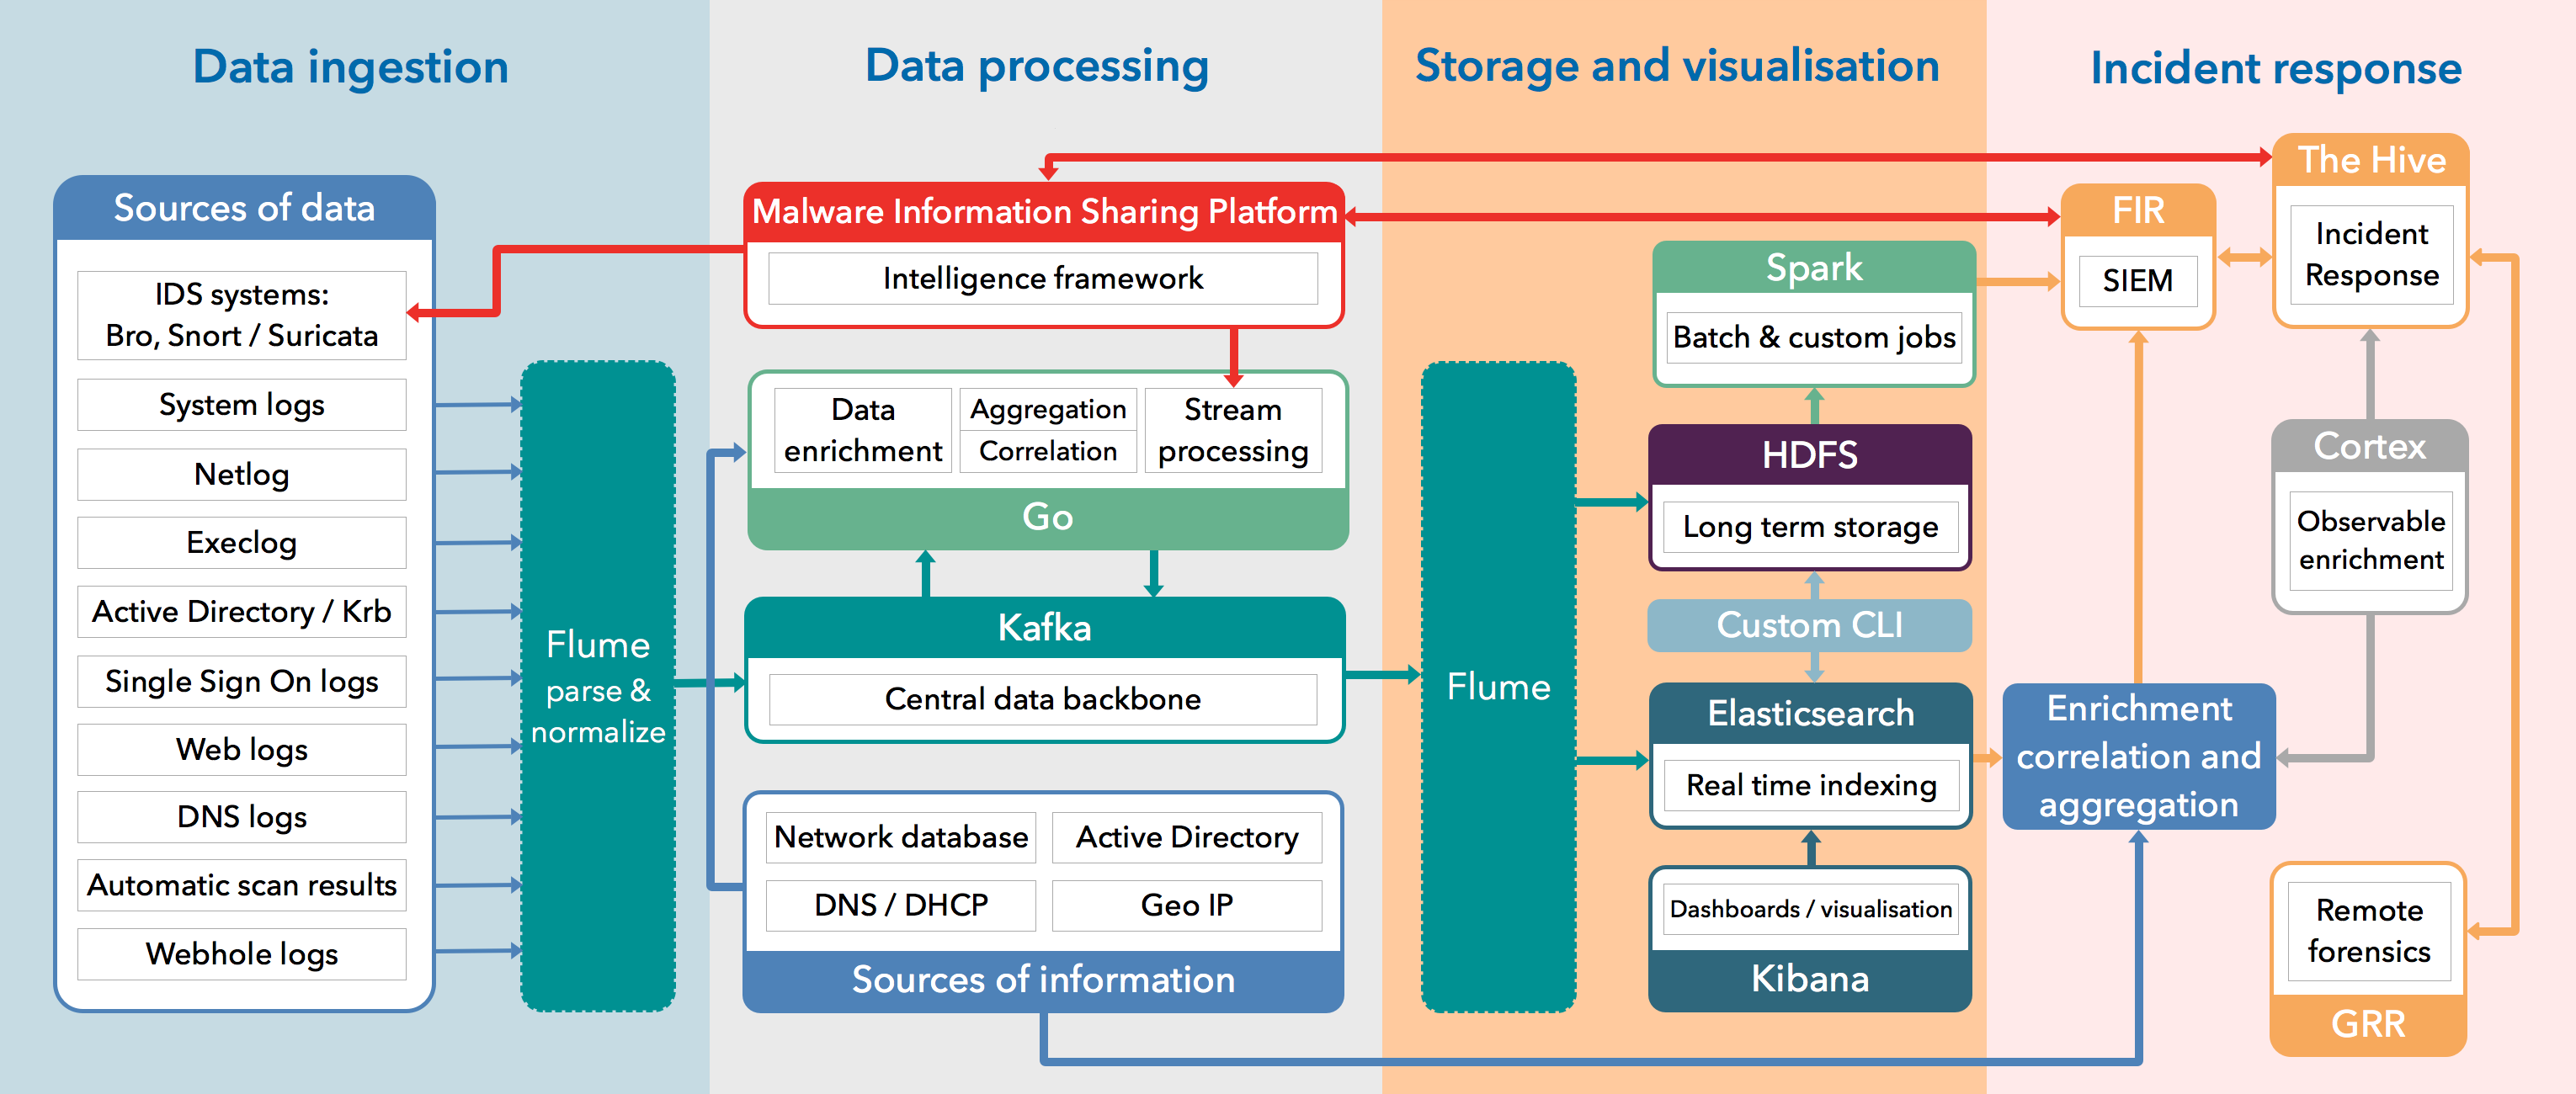 Data ingestion
Data processing
Storage and visualisation
Incident response
Sources of data
IDS systems:
Bro, Snort / Suricata
System logs
Netlog
Execlog
Active Directory / Krb
Single Sign On logs
Web logs
DNS logs
Automatic scan results
Webhole logs
Flume
parse &
normalize
Malware Information Sharing Platform
Intelligence framework
Data
enrichment
Aggregation
Correlation
Stream
processing
Go
Kafka
Central data backbone
Network database
Active Directory
DNS / DHCP
Geo IP
Sources of information
Flume
Spark
Batch & custom jobs
HDFS
Long term storage
Custom CLI
Elasticsearch
Real time indexing
Dashboards / visualisation
Kibana
FIR
SIEM
The Hive
Incident
Response
Cortex
Observable
enrichment
Enrichment
correlation and
aggregation
Remote
forensics
GRR